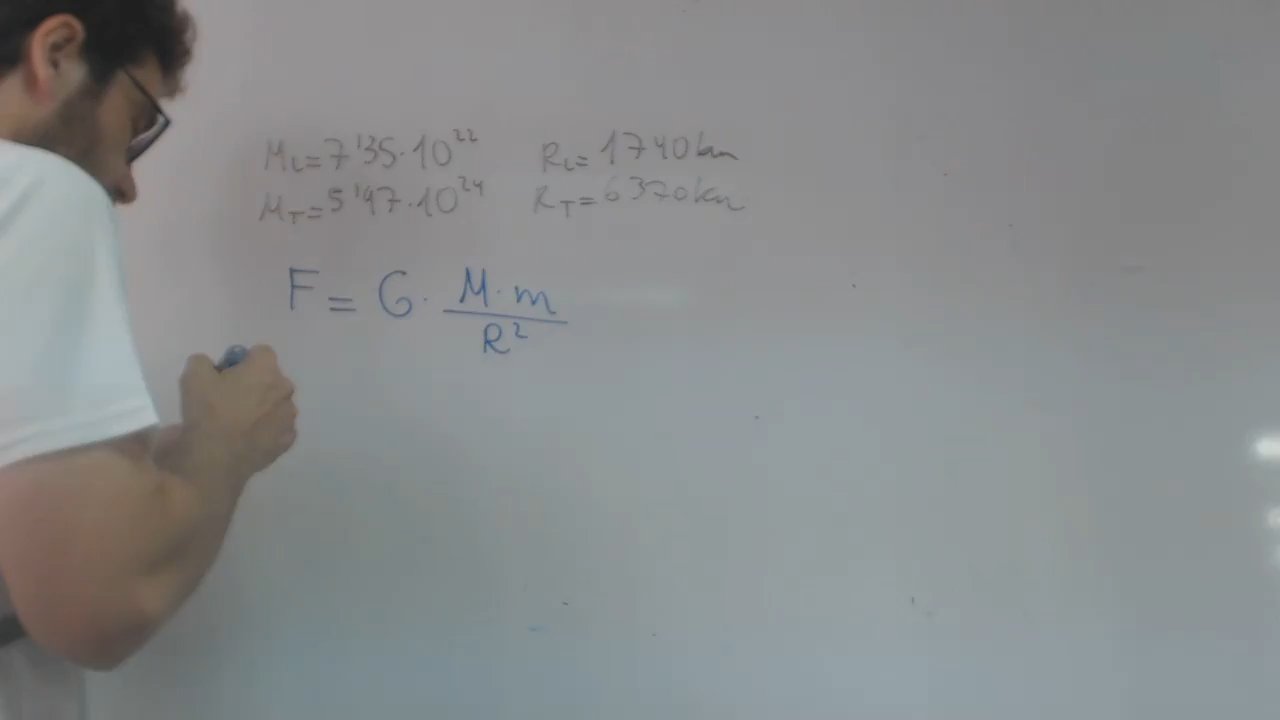 M_L = 7'35·10^22 R_L = 1740 km
M_T = 5'97·10^24 R_T = 6370 km
F = G · M·m / R^2